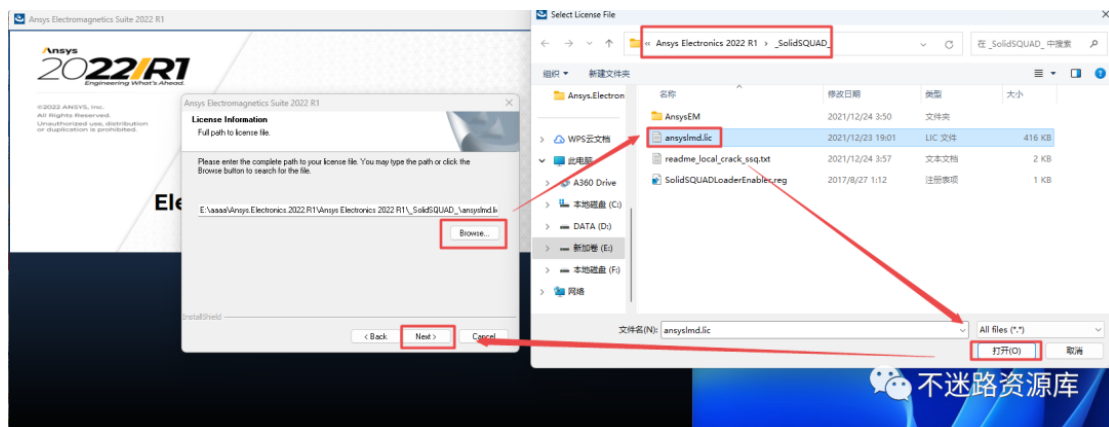 Ansys Electromagnetics Suite 2022 R1
Ansys
2022 R1
Engineering What's Ahead.
©2022 ANSYS, Inc.
All Rights Reserved.
Unauthorized use, distribution
or duplication is prohibited.
Ele
Ansys Electromagnetics Suite 2022 R1
License Information
Full path to license file.
Please enter the complete path to your license file. You may type the path or click the
Browse button to search for the file.
E:\aaaa\Ansys.Electronics.2022.R1\Ansys Electronics 2022 R1\_SolidSQUAD_\ansyslmd.li
Browse...
InstallShield
< Back
Next >
Cancel
Select License File
« Ansys Electronics 2022 R1 > _SolidSQUAD_
在 _SolidSQUAD_ 中搜索
组织
新建文件夹
Ansys.Electron
WPS云文档
此电脑
A360 Drive
本地磁盘 (C:)
DATA (D:)
新加卷 (E:)
本地磁盘 (F:)
网络
名称 修改日期 类型 大小
AnsysEM 2021/12/24 3:50 文件夹
ansyslmd.lic 2021/12/23 19:01 LIC 文件 416 KB
readme_local_crack_ssq.txt 2021/12/24 3:57 文本文档 2 KB
SolidSQUADLoaderEnabler.reg 2017/8/27 1:12 注册表项 1 KB
文件名(N): ansyslmd.lic
All files (*.*)
打开(O)
取消
不迷路资源库